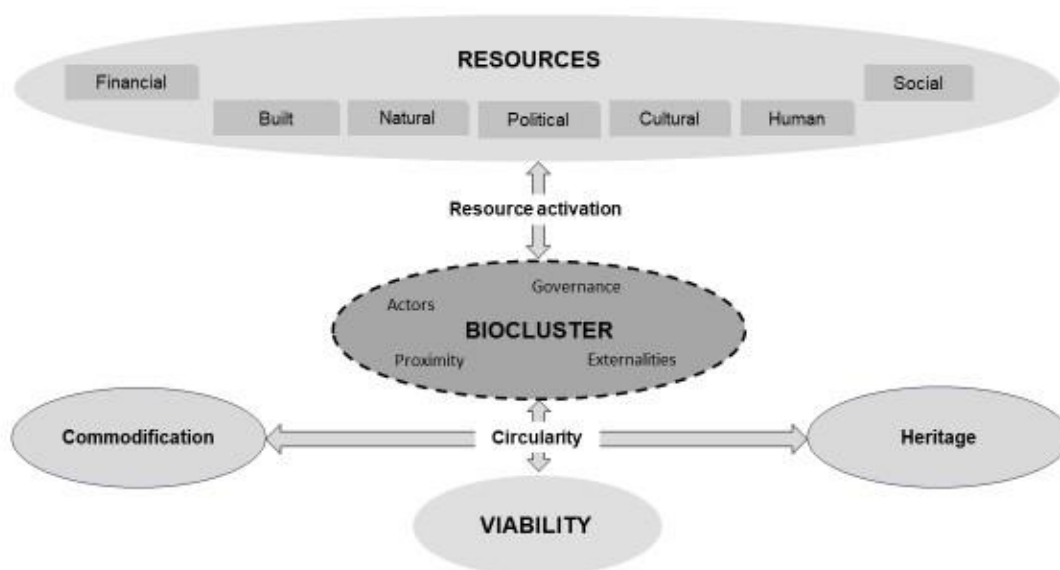 RESOURCES
Financial
Social
Built
Natural
Political
Cultural
Human
Resource activation
Governance
Actors
BIOCLUSTER
Proximity
Externalities
Commodification
Circularity
Heritage
VIABILITY